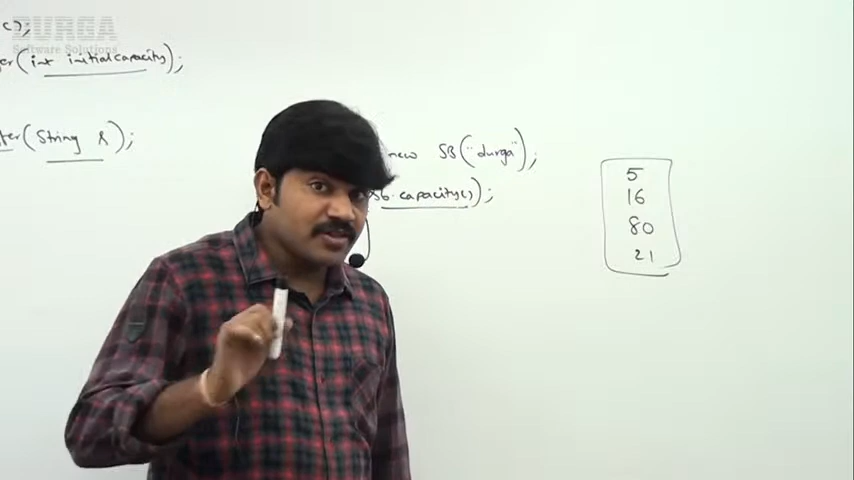 c);
DURGA
Software Solutions
er(int initialcapacity);
ter(String s);
new SB("durga");
sb.capacity();
5
16
80
21